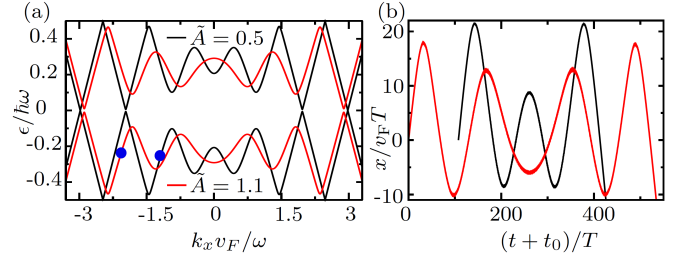 (a)
0.4
0.2
0
-0.2
-0.4
ϵ/ħω
Ã = 0.5
Ã = 1.1
-3 -1.5 0 1.5 3
k_x v_F/ω
(b)
20
10
0
-10
x/v_F T
0 200 400
(t + t_0)/T